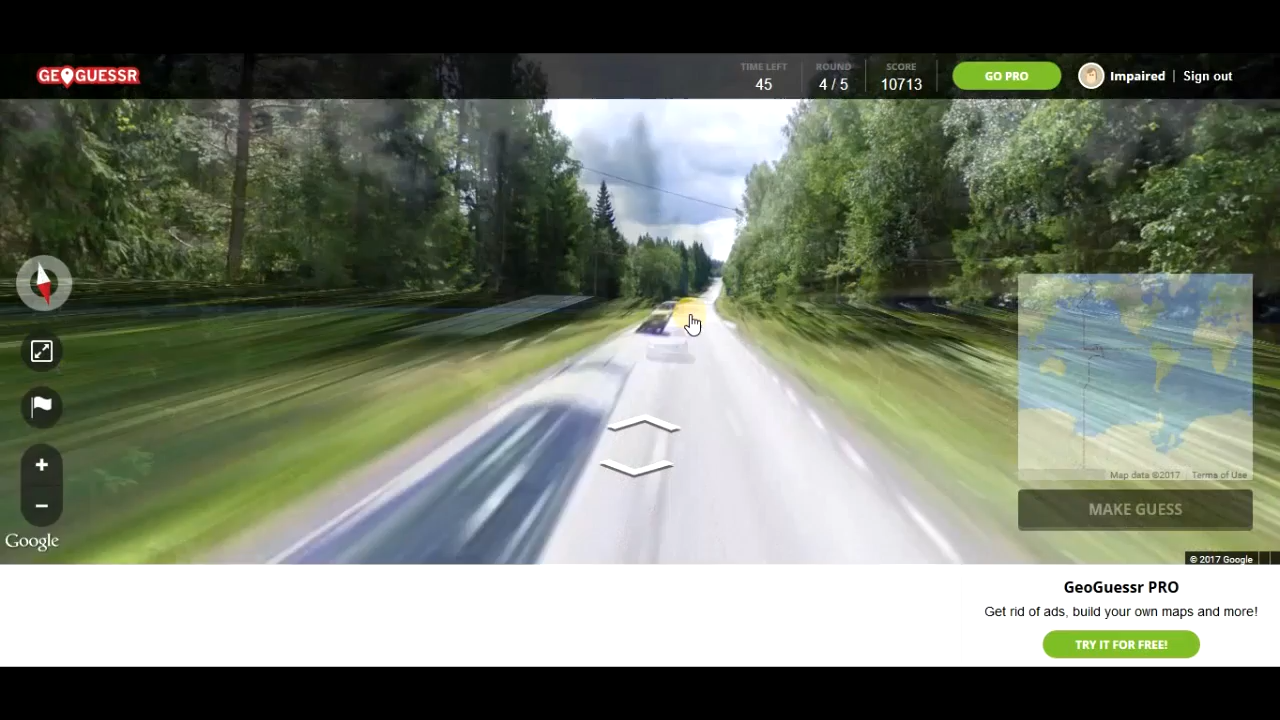 GEOGUESSR
TIME LEFT
45
ROUND
4 / 5
SCORE
10713
GO PRO
Impaired | Sign out
Map data ©2017 Terms of Use
MAKE GUESS
+
−
Google
© 2017 Google
GeoGuessr PRO
Get rid of ads, build your own maps and more!
TRY IT FOR FREE!